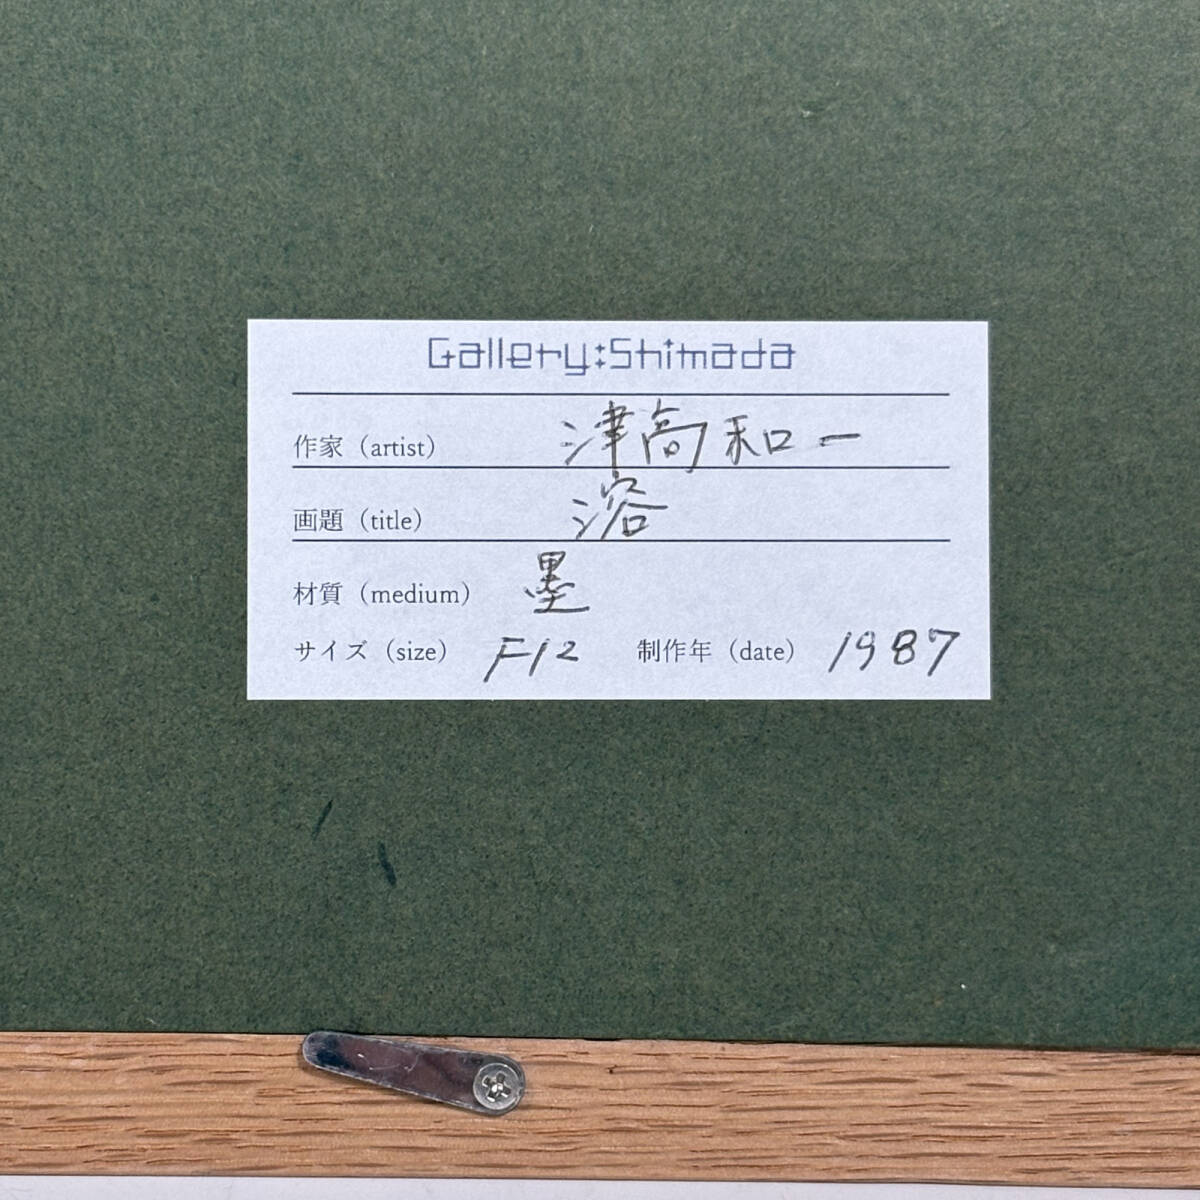 Gallery:Shimada
作家（artist） 津高和一
画題（title） 溶
材質（medium） 墨
サイズ（size） F12 制作年（date） 1987